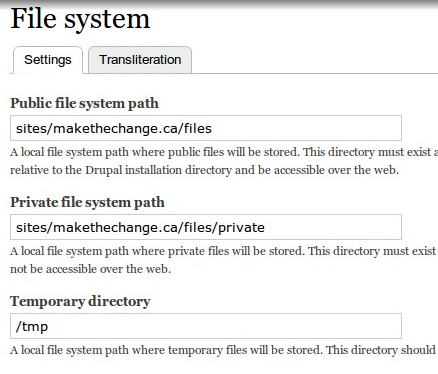 File system
Settings
Transliteration
Public file system path
sites/makethechange.ca/files
A local file system path where public files will be stored. This directory must exist a
relative to the Drupal installation directory and be accessible over the web.
Private file system path
sites/makethechange.ca/files/private
A local file system path where private files will be stored. This directory must exist
not be accessible over the web.
Temporary directory
/tmp
A local file system path where temporary files will be stored. This directory should